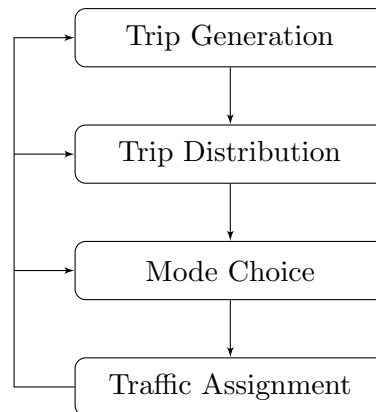 Trip Generation
Trip Distribution
Mode Choice
Traffic Assignment